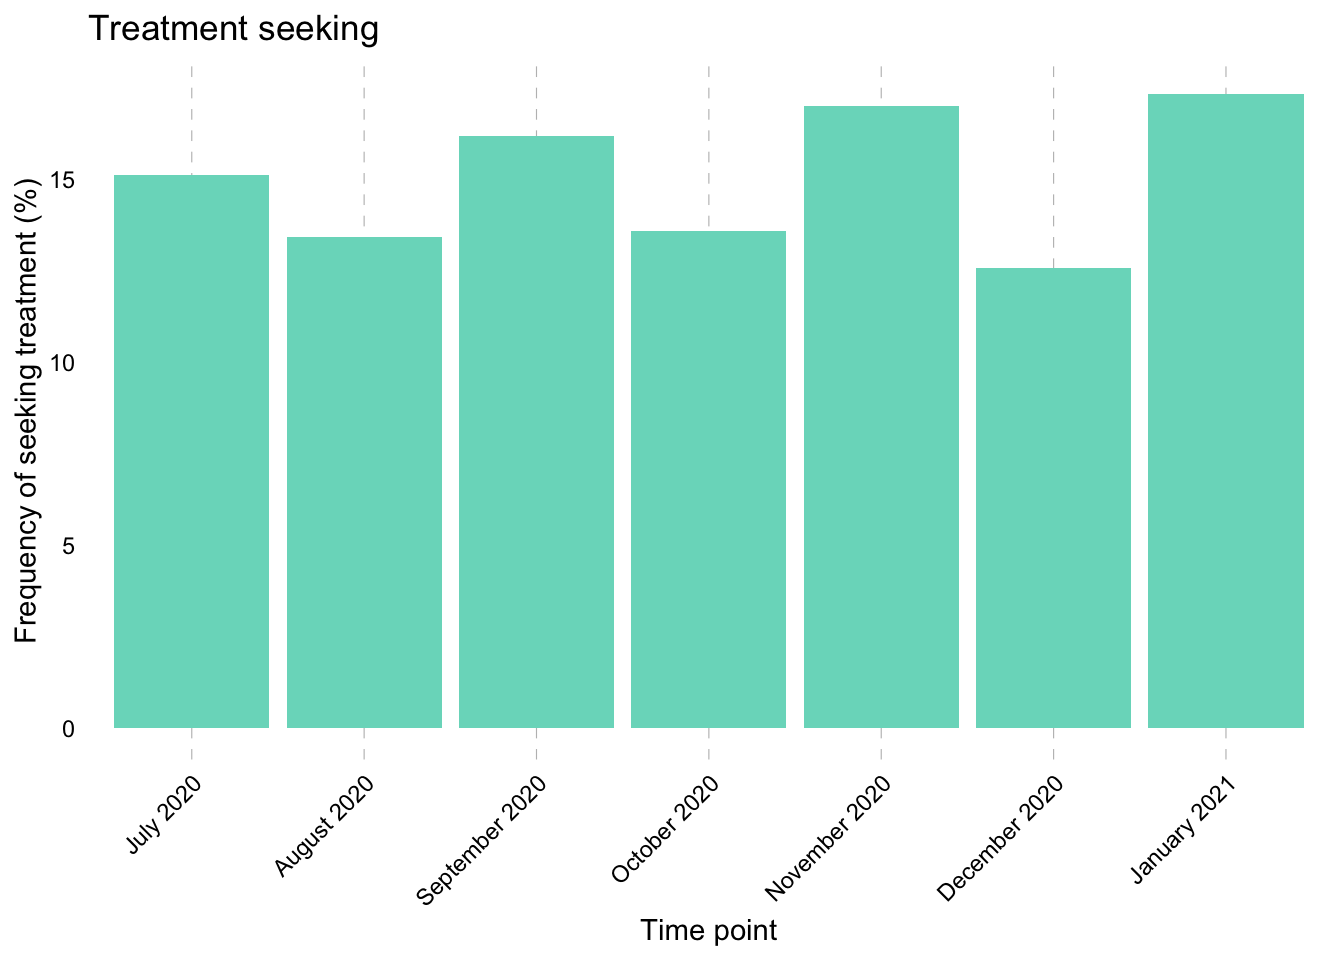 Treatment seeking
Frequency of seeking treatment (%)
15
10
5
0
July 2020
August 2020
September 2020
October 2020
November 2020
December 2020
January 2021
Time point